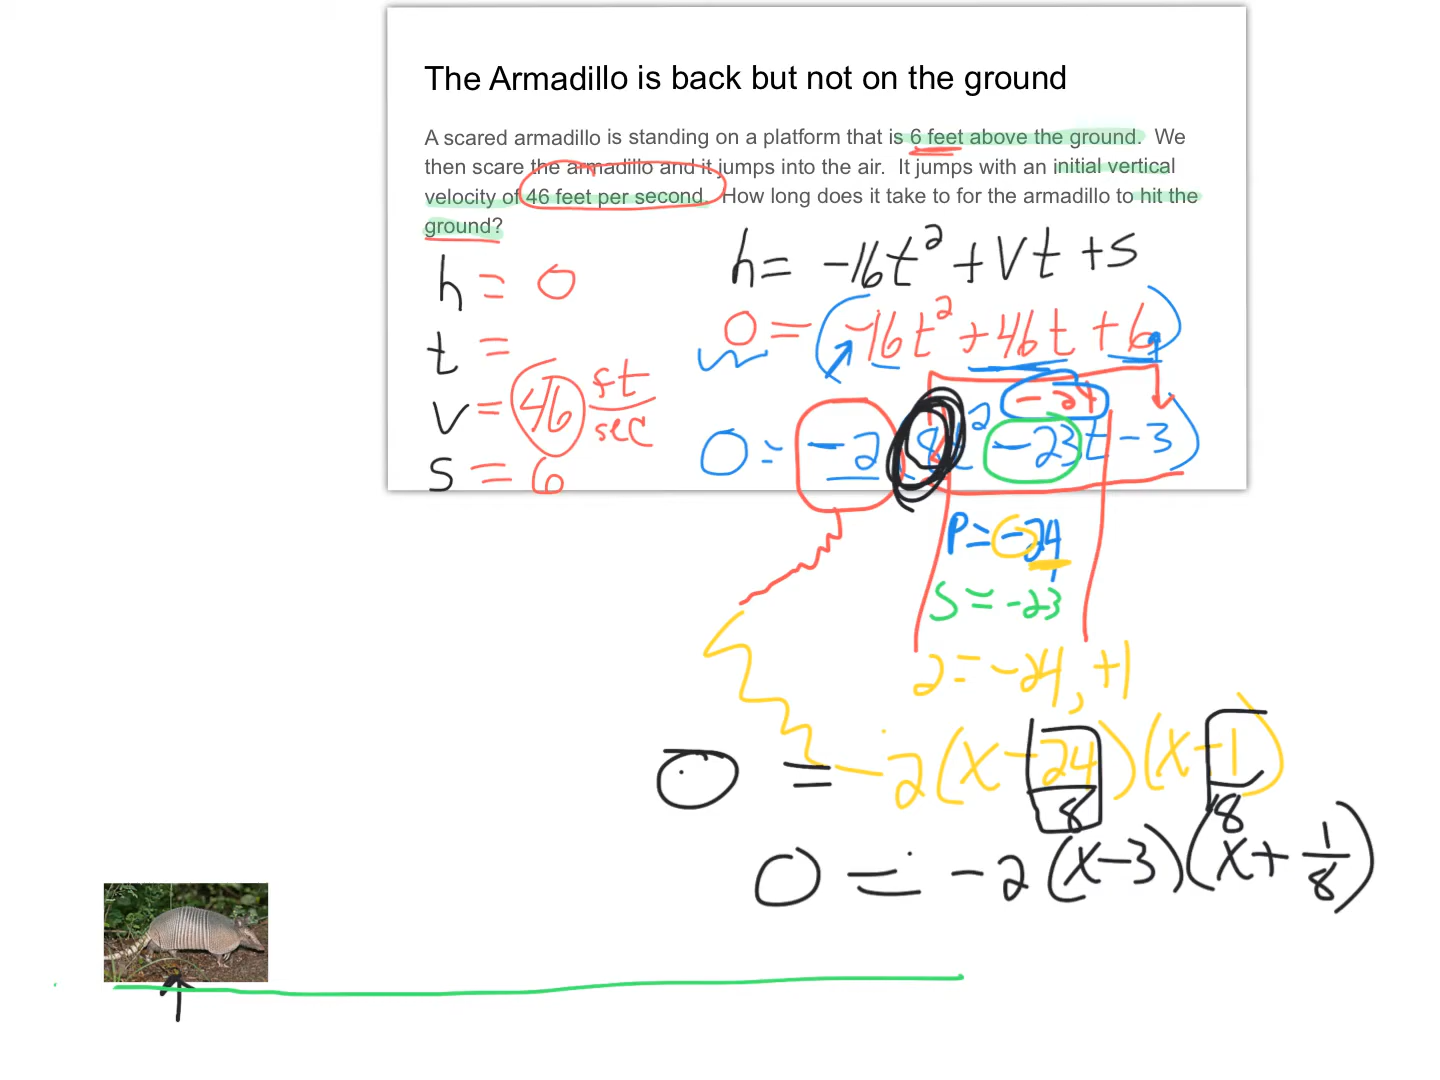 The Armadillo is back but not on the ground
A scared armadillo is standing on a platform that is 6 feet above the ground. We
then scare the armadillo and it jumps into the air. It jumps with an initial vertical
velocity of 46 feet per second. How long does it take to for the armadillo to hit the
ground?
h = -16t² + Vt + s
h = 0
0 = (-16t² + 46t + 6)
t =
-24
v = 46 ft/sec
0 = -2(8t² - 23t - 3)
s = 6
P = -24
S = -23
2 = -24, +1
0 = -2(x - 24/8)(x + 1/8)
0 = -2(x - 3)(x + 1/8)